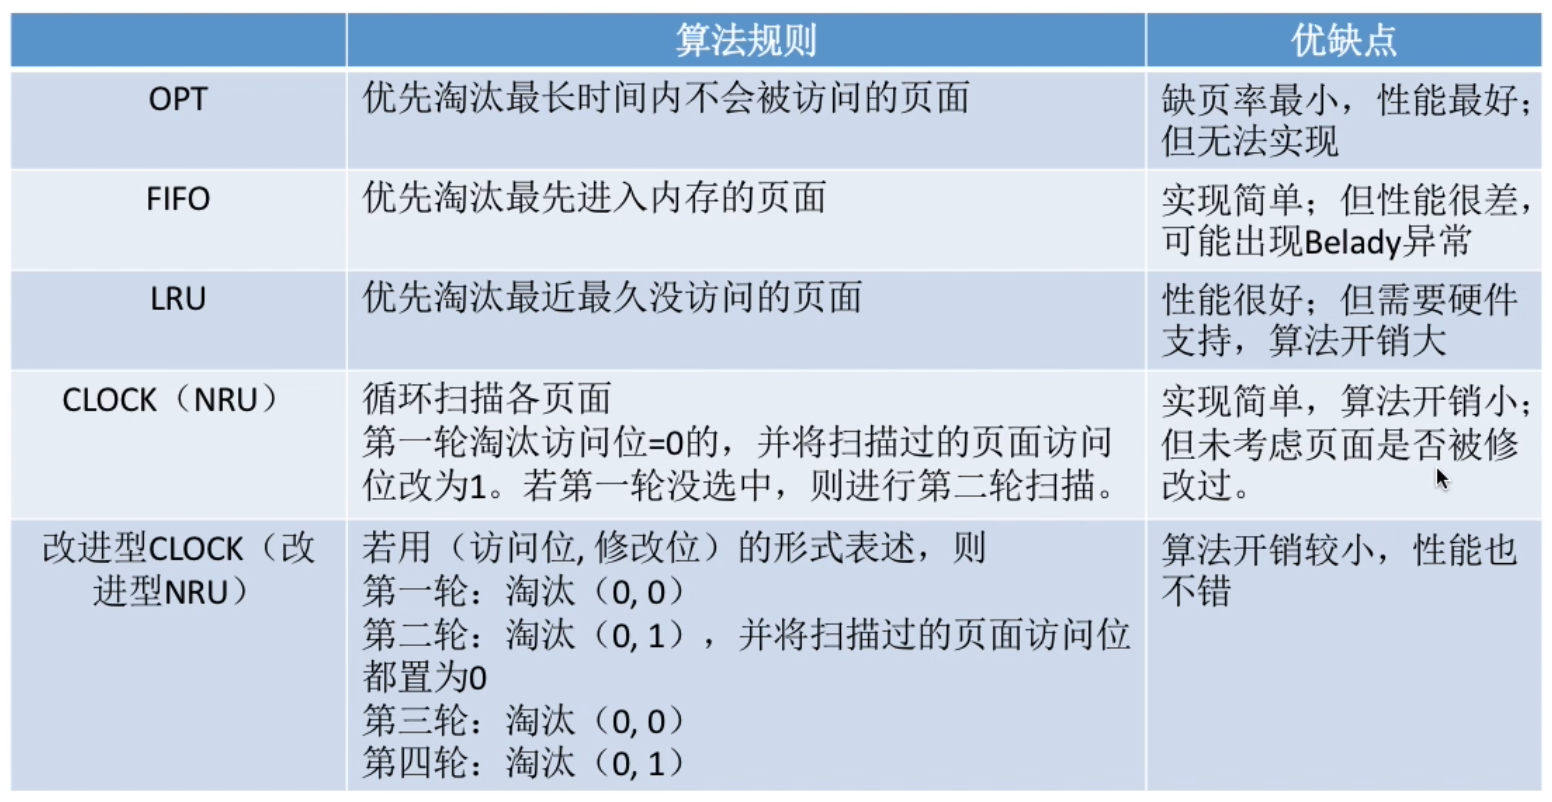 算法规则
优缺点
OPT
优先淘汰最长时间内不会被访问的页面
缺页率最小，性能最好；
但无法实现
FIFO
优先淘汰最先进入内存的页面
实现简单；但性能很差，
可能出现Belady异常
LRU
优先淘汰最近最久没访问的页面
性能很好；但需要硬件
支持，算法开销大
CLOCK（NRU）
循环扫描各页面
第一轮淘汰访问位=0的，并将扫描过的页面访问
位改为1。若第一轮没选中，则进行第二轮扫描。
实现简单，算法开销小；
但未考虑页面是否被修
改过。
改进型CLOCK（改
进型NRU）
若用（访问位, 修改位）的形式表述，则
第一轮：淘汰（0, 0）
第二轮：淘汰（0, 1），并将扫描过的页面访问位
都置为0
第三轮：淘汰（0, 0）
第四轮：淘汰（0, 1）
算法开销较小，性能也
不错